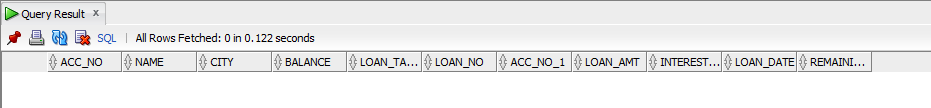 Query Result x
SQL | All Rows Fetched: 0 in 0.122 seconds
ACC_NO NAME CITY BALANCE LOAN_TA... LOAN_NO ACC_NO_1 LOAN_AMT INTEREST... LOAN_DATE REMAINI...